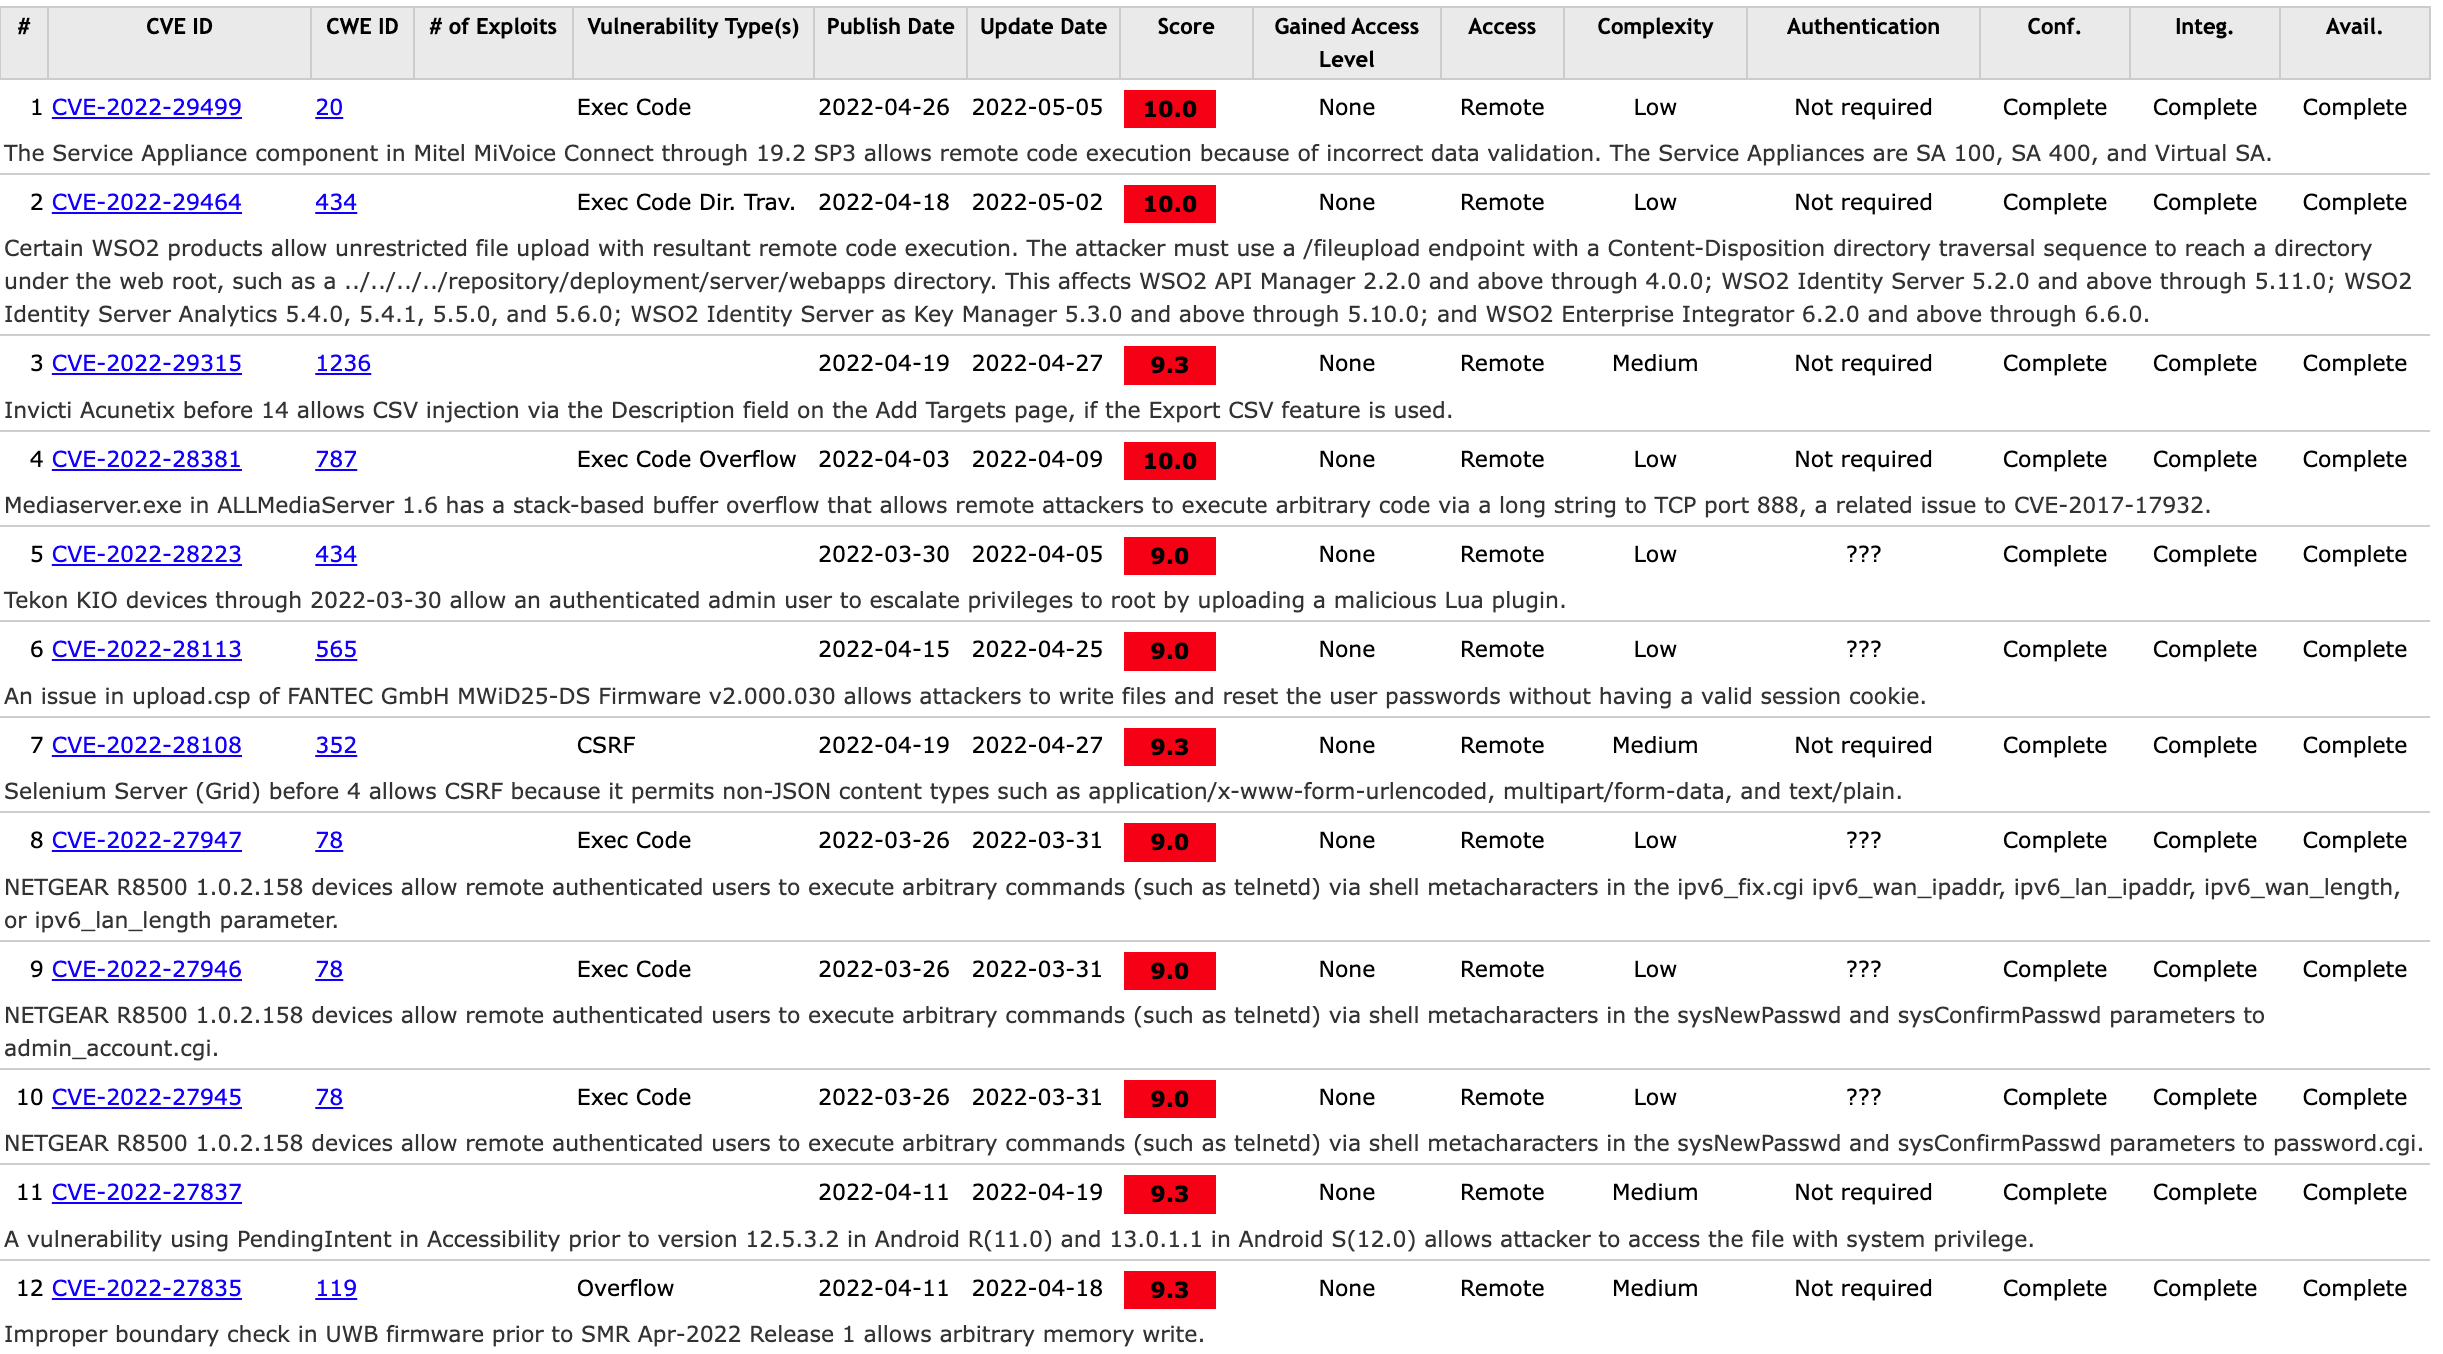 # CVE ID CWE ID # of Exploits Vulnerability Type(s) Publish Date Update Date Score Gained Access Level Access Complexity Authentication Conf. Integ. Avail.
1 CVE-2022-29499 20 Exec Code 2022-04-26 2022-05-05 10.0 None Remote Low Not required Complete Complete Complete
The Service Appliance component in Mitel MiVoice Connect through 19.2 SP3 allows remote code execution because of incorrect data validation. The Service Appliances are SA 100, SA 400, and Virtual SA.
2 CVE-2022-29464 434 Exec Code Dir. Trav. 2022-04-18 2022-05-02 10.0 None Remote Low Not required Complete Complete Complete
Certain WSO2 products allow unrestricted file upload with resultant remote code execution. The attacker must use a /fileupload endpoint with a Content-Disposition directory traversal sequence to reach a directory
under the web root, such as a ../../../../repository/deployment/server/webapps directory. This affects WSO2 API Manager 2.2.0 and above through 4.0.0; WSO2 Identity Server 5.2.0 and above through 5.11.0; WSO2
Identity Server Analytics 5.4.0, 5.4.1, 5.5.0, and 5.6.0; WSO2 Identity Server as Key Manager 5.3.0 and above through 5.10.0; and WSO2 Enterprise Integrator 6.2.0 and above through 6.6.0.
3 CVE-2022-29315 1236 2022-04-19 2022-04-27 9.3 None Remote Medium Not required Complete Complete Complete
Invicti Acunetix before 14 allows CSV injection via the Description field on the Add Targets page, if the Export CSV feature is used.
4 CVE-2022-28381 787 Exec Code Overflow 2022-04-03 2022-04-09 10.0 None Remote Low Not required Complete Complete Complete
Mediaserver.exe in ALLMediaServer 1.6 has a stack-based buffer overflow that allows remote attackers to execute arbitrary code via a long string to TCP port 888, a related issue to CVE-2017-17932.
5 CVE-2022-28223 434 2022-03-30 2022-04-05 9.0 None Remote Low ??? Complete Complete Complete
Tekon KIO devices through 2022-03-30 allow an authenticated admin user to escalate privileges to root by uploading a malicious Lua plugin.
6 CVE-2022-28113 565 2022-04-15 2022-04-25 9.0 None Remote Low ??? Complete Complete Complete
An issue in upload.csp of FANTEC GmbH MWiD25-DS Firmware v2.000.030 allows attackers to write files and reset the user passwords without having a valid session cookie.
7 CVE-2022-28108 352 CSRF 2022-04-19 2022-04-27 9.3 None Remote Medium Not required Complete Complete Complete
Selenium Server (Grid) before 4 allows CSRF because it permits non-JSON content types such as application/x-www-form-urlencoded, multipart/form-data, and text/plain.
8 CVE-2022-27947 78 Exec Code 2022-03-26 2022-03-31 9.0 None Remote Low ??? Complete Complete Complete
NETGEAR R8500 1.0.2.158 devices allow remote authenticated users to execute arbitrary commands (such as telnetd) via shell metacharacters in the ipv6_fix.cgi ipv6_wan_ipaddr, ipv6_lan_ipaddr, ipv6_wan_length,
or ipv6_lan_length parameter.
9 CVE-2022-27946 78 Exec Code 2022-03-26 2022-03-31 9.0 None Remote Low ??? Complete Complete Complete
NETGEAR R8500 1.0.2.158 devices allow remote authenticated users to execute arbitrary commands (such as telnetd) via shell metacharacters in the sysNewPasswd and sysConfirmPasswd parameters to
admin_account.cgi.
10 CVE-2022-27945 78 Exec Code 2022-03-26 2022-03-31 9.0 None Remote Low ??? Complete Complete Complete
NETGEAR R8500 1.0.2.158 devices allow remote authenticated users to execute arbitrary commands (such as telnetd) via shell metacharacters in the sysNewPasswd and sysConfirmPasswd parameters to password.cgi.
11 CVE-2022-27837 2022-04-11 2022-04-19 9.3 None Remote Medium Not required Complete Complete Complete
A vulnerability using PendingIntent in Accessibility prior to version 12.5.3.2 in Android R(11.0) and 13.0.1.1 in Android S(12.0) allows attacker to access the file with system privilege.
12 CVE-2022-27835 119 Overflow 2022-04-11 2022-04-18 9.3 None Remote Medium Not required Complete Complete Complete
Improper boundary check in UWB firmware prior to SMR Apr-2022 Release 1 allows arbitrary memory write.